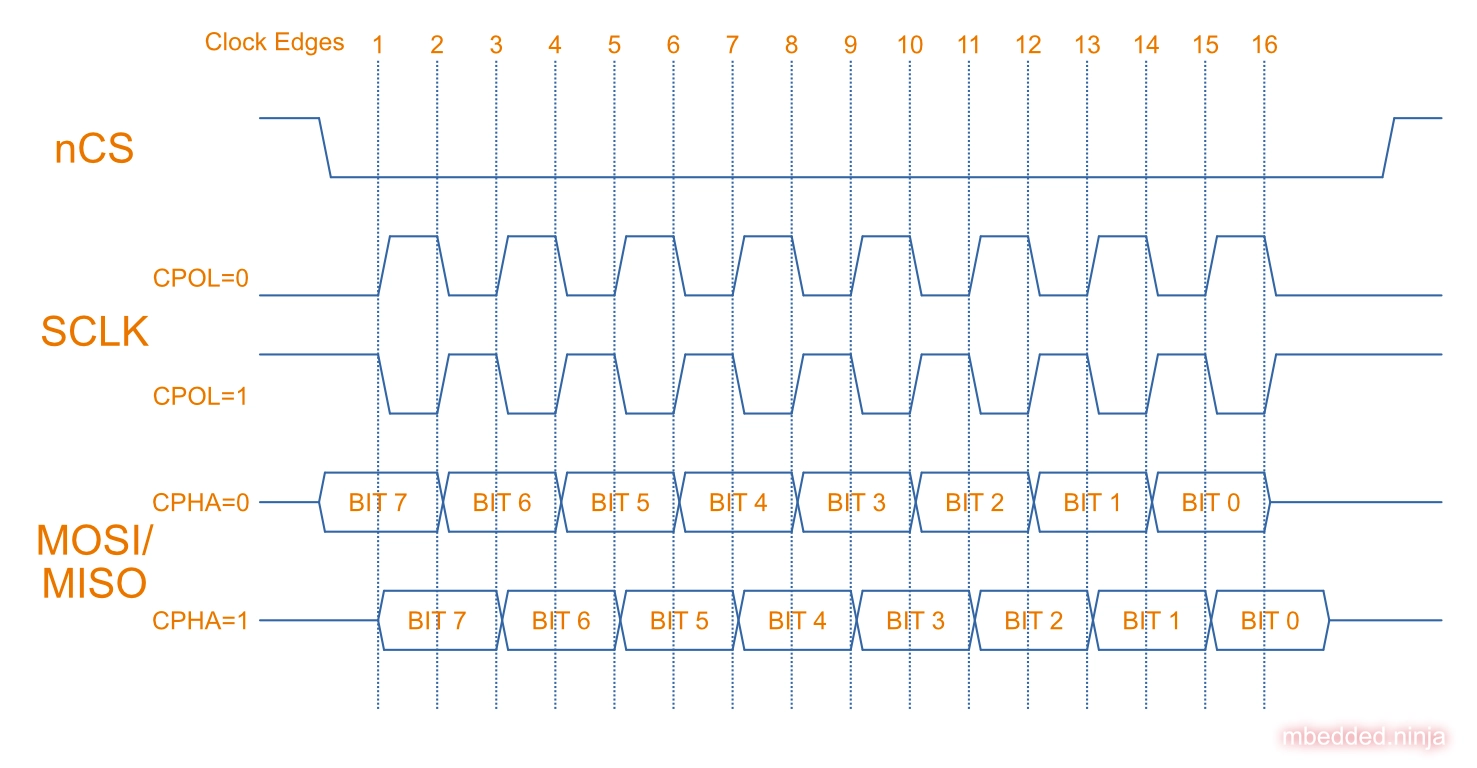 Clock Edges 1 2 3 4 5 6 7 8 9 10 11 12 13 14 15 16
nCS
CPOL=0
SCLK
CPOL=1
CPHA=0 BIT 7 BIT 6 BIT 5 BIT 4 BIT 3 BIT 2 BIT 1 BIT 0
MOSI/
MISO
CPHA=1 BIT 7 BIT 6 BIT 5 BIT 4 BIT 3 BIT 2 BIT 1 BIT 0
mbedded.ninja